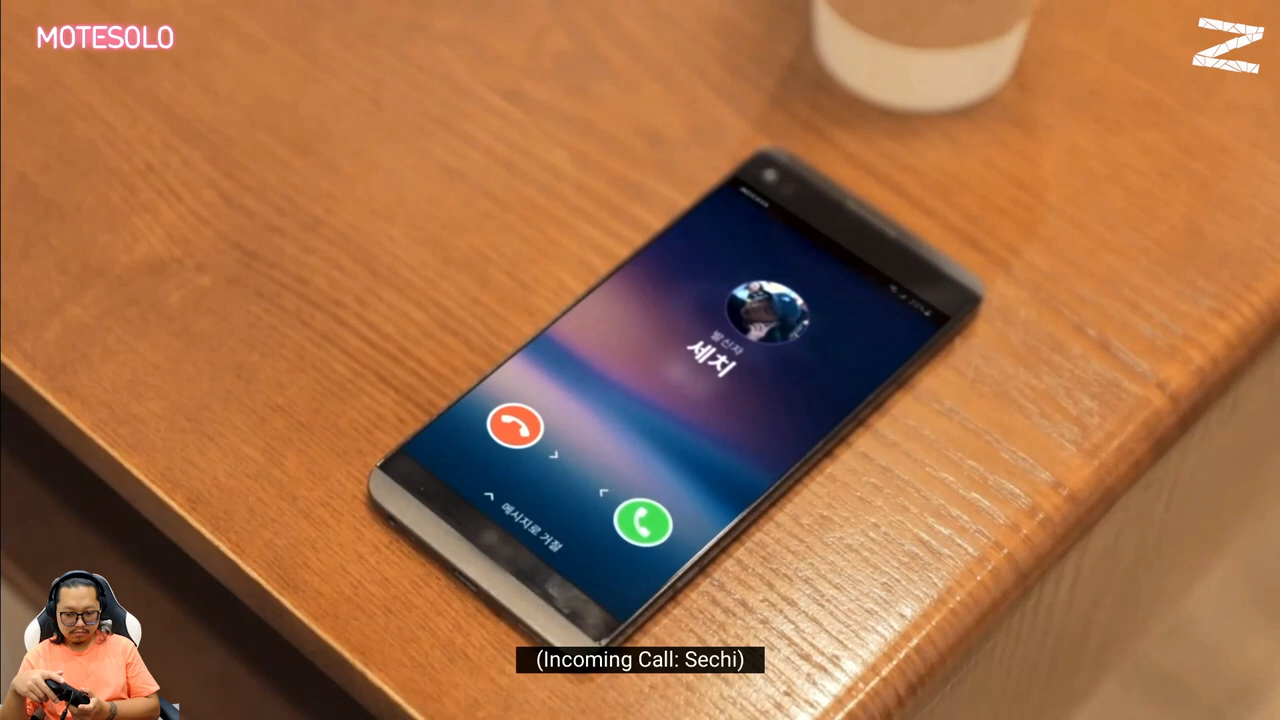 MOTESOLO
Z
발신자
세치
메시지로 거절
(Incoming Call: Sechi)